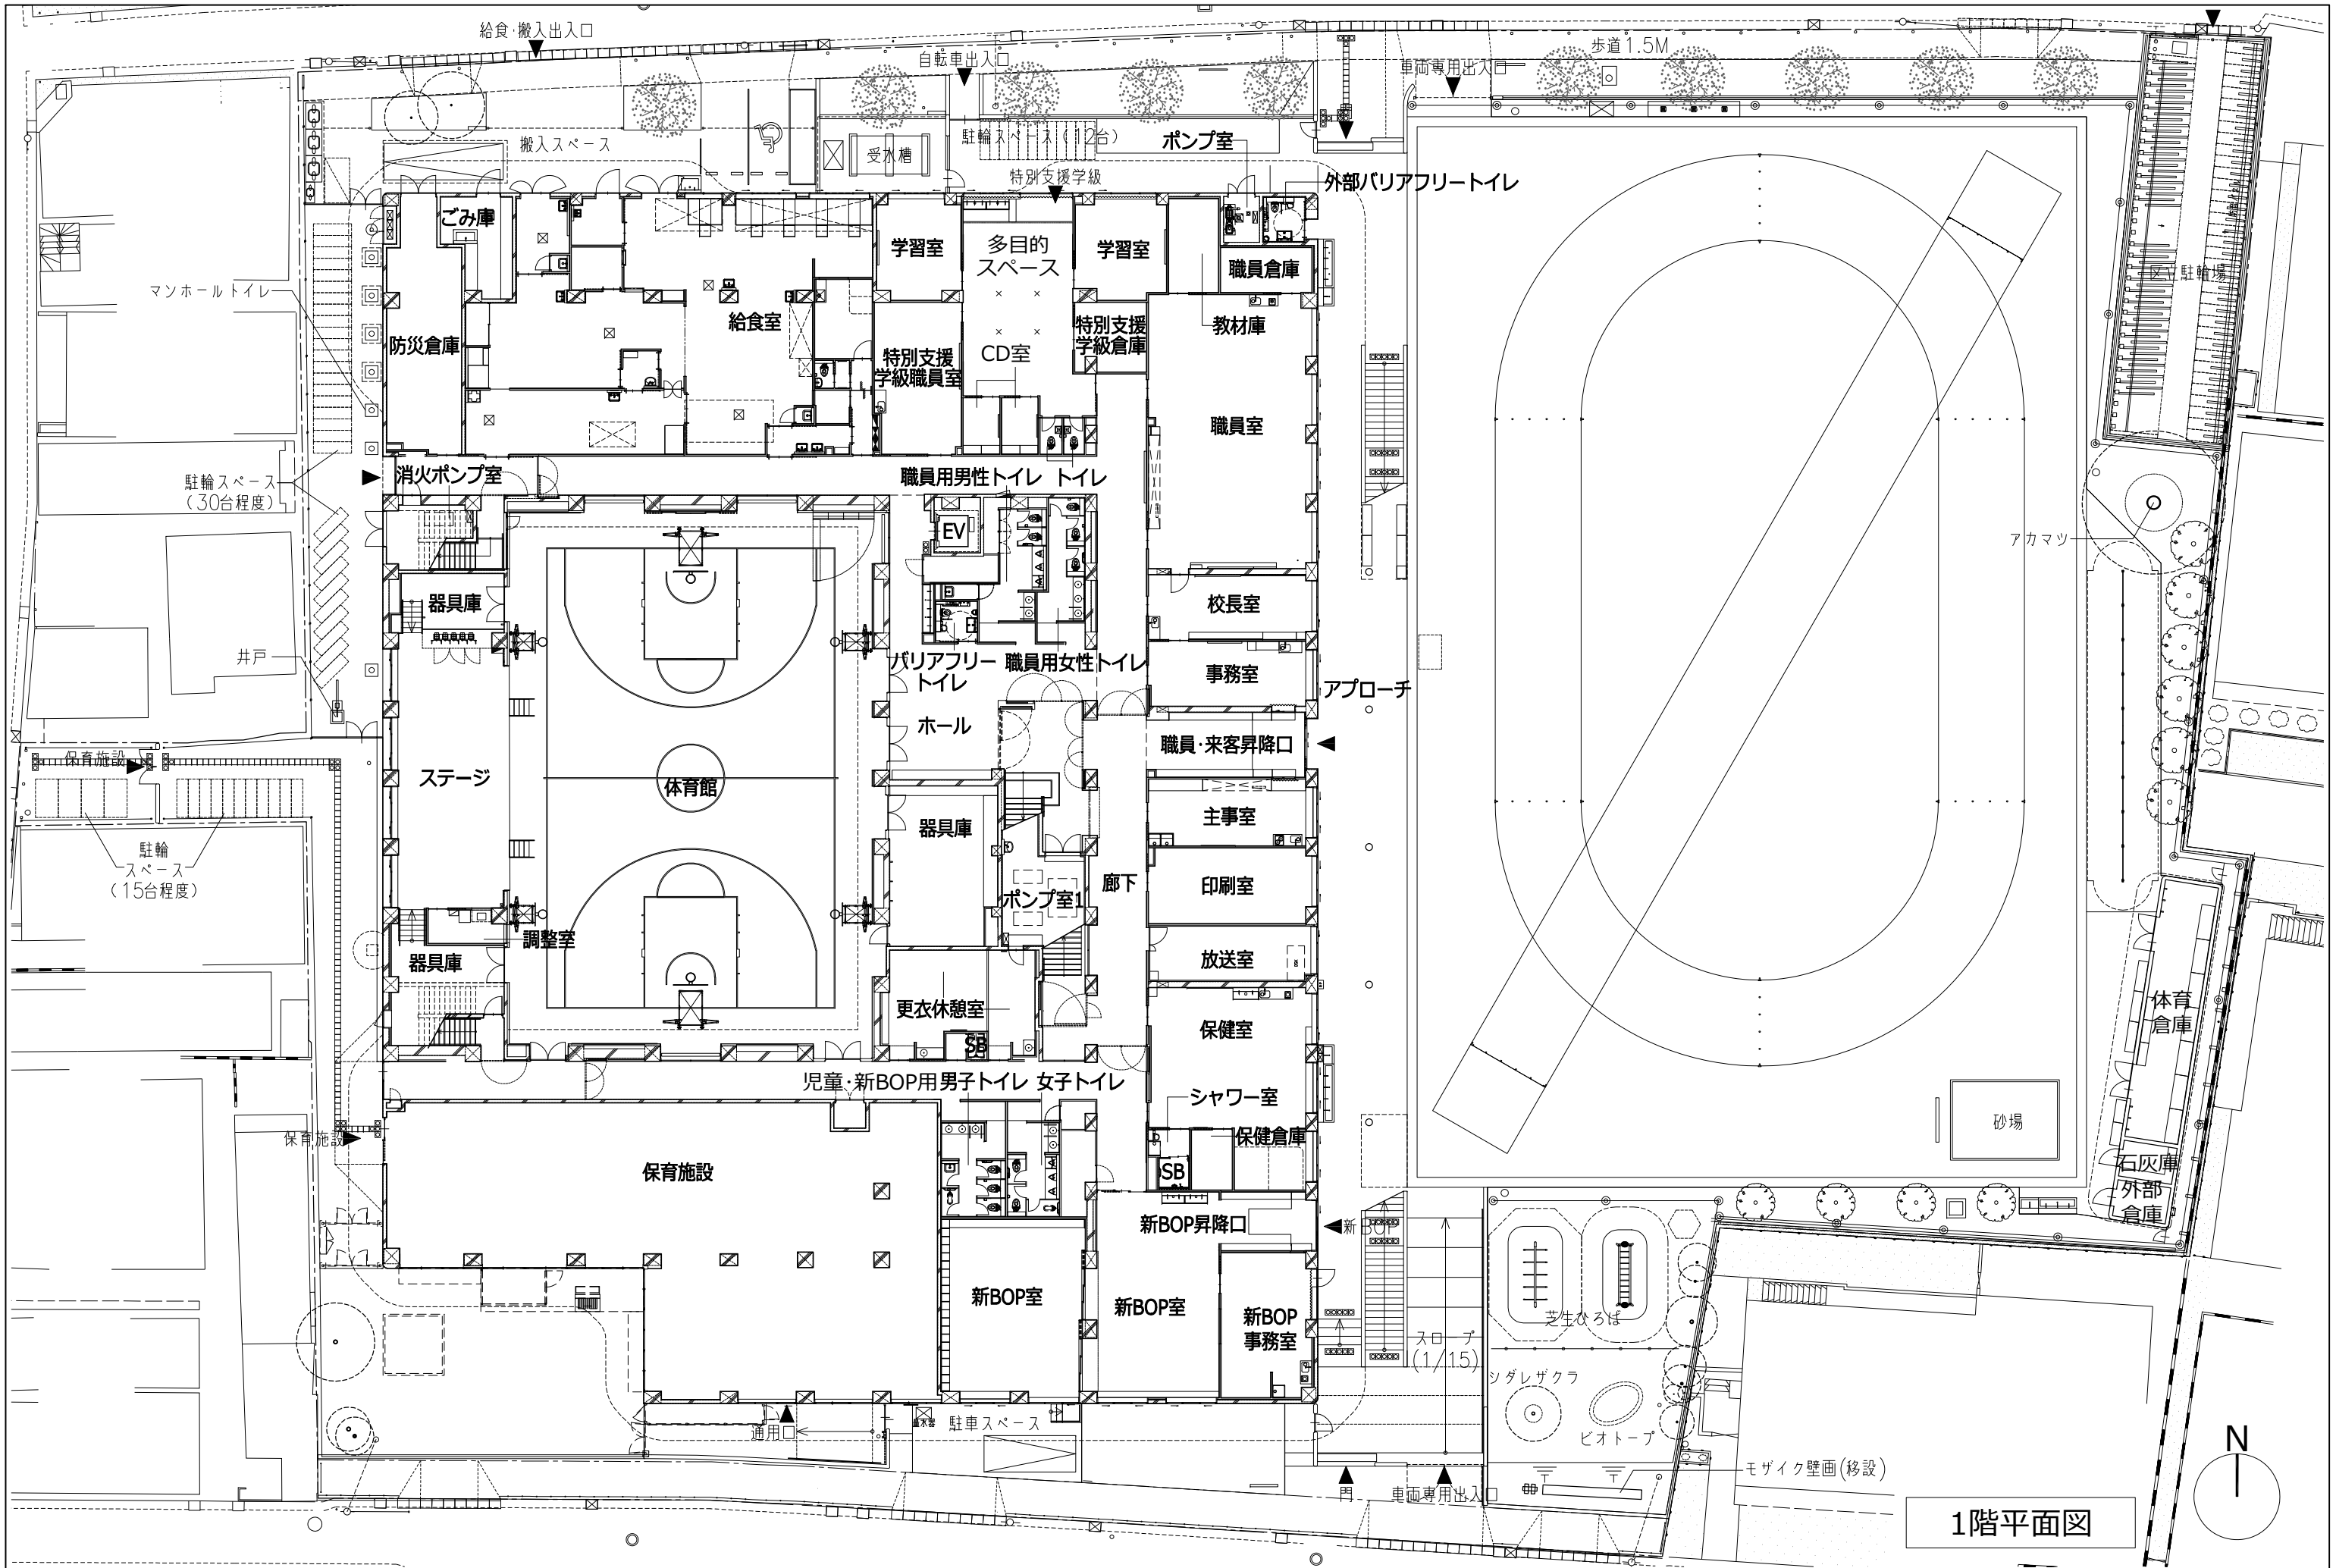 給食・搬入出入口
自転車出入口
歩道1.5M
車両専用出入口
搬入スペース
受水槽
駐輪スペース(12台)
ポンプ室
特別支援学級
外部バリアフリートイレ
ごみ庫
学習室
多目的
スペース
学習室
職員倉庫
区立駐輪場
マンホールトイレ
防災倉庫
給食室
特別支援
学級職員室
CD室
特別支援
学級倉庫
教材庫
職員室
駐輪スペース
(30台程度)
消火ポンプ室
職員用男性トイレ
トイレ
EV
アカマツ
器具庫
校長室
井戸
バリアフリー
トイレ
職員用女性トイレ
事務室
アプローチ
ホール
職員・来客昇降口
保育施設
ステージ
体育館
主事室
器具庫
駐輪
スペース
(15台程度)
ポンプ室1
廊下
印刷室
調整室
器具庫
放送室
更衣休憩室
SB
保健室
体育
倉庫
児童・新BOP用
男子トイレ
女子トイレ
シャワー室
砂場
保育施設
保健倉庫
保育施設
SB
石灰庫
外部
倉庫
新BOP昇降口
新BOP
新BOP室
新BOP室
新BOP
事務室
芝生ひろば
スロープ
(1/15)
シダレザクラ
通用口
駐車スペース
ビオトープ
モザイク壁画(移設)
門
車両専用出入口
N
1階平面図